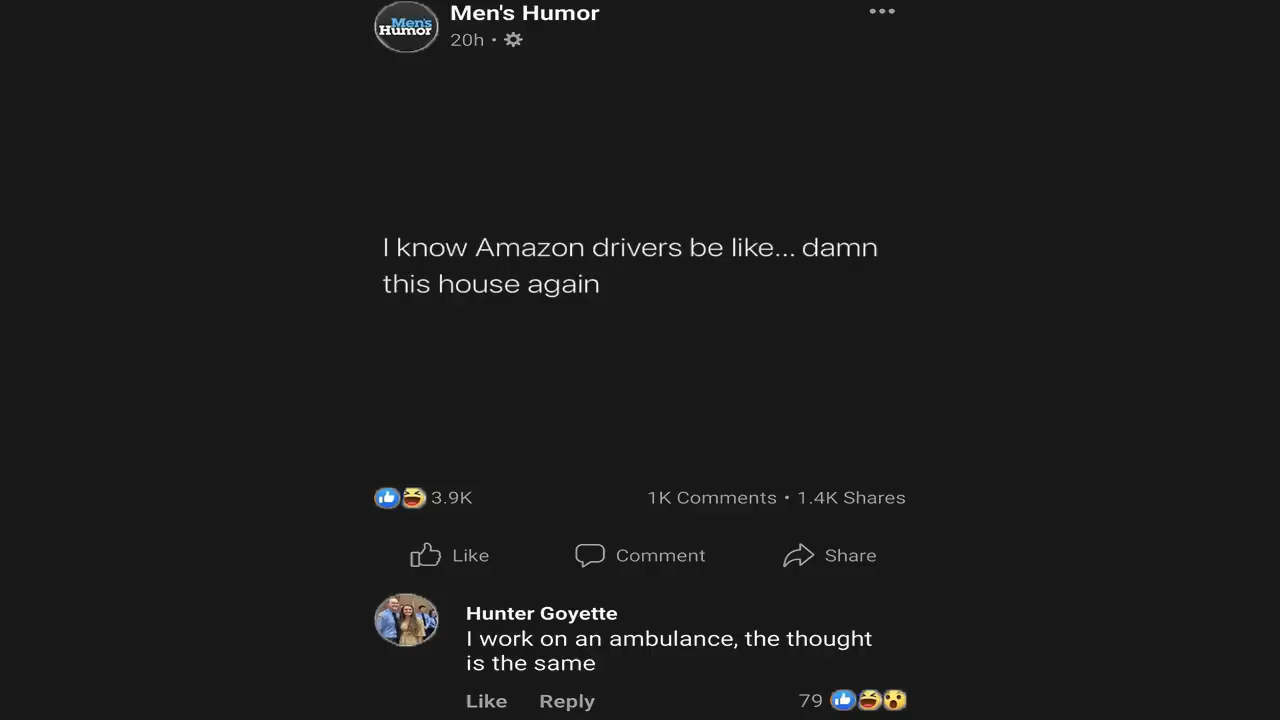 Men's
Humor
Men's Humor
20h •
I know Amazon drivers be like... damn
this house again
3.9K
1K Comments • 1.4K Shares
Like
Comment
Share
Hunter Goyette
I work on an ambulance, the thought
is the same
Like
Reply
79